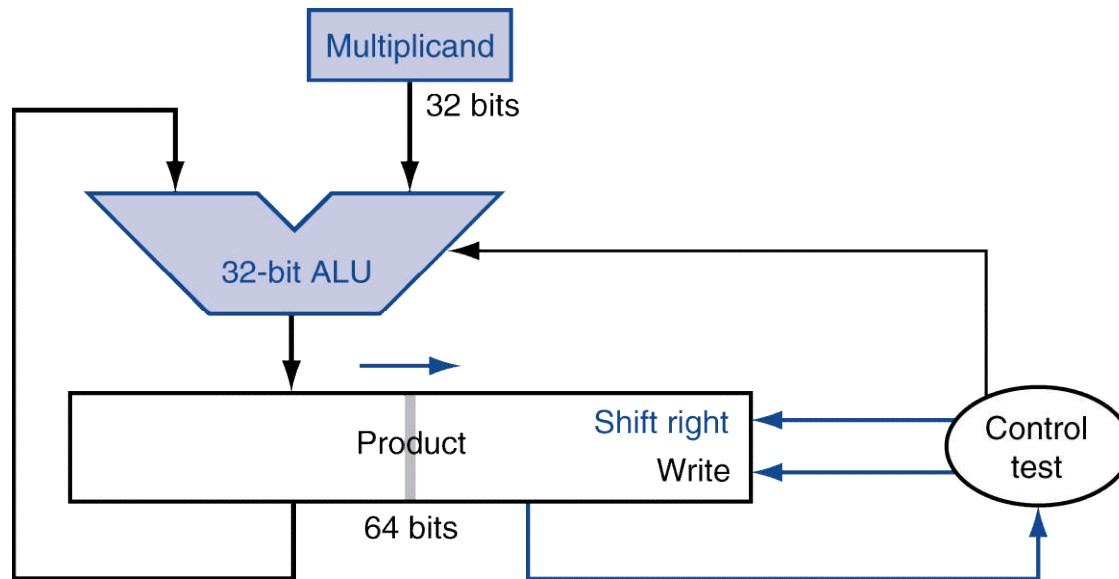 Multiplicand
32 bits
32-bit ALU
Shift right
Product
Write
64 bits
Control
test